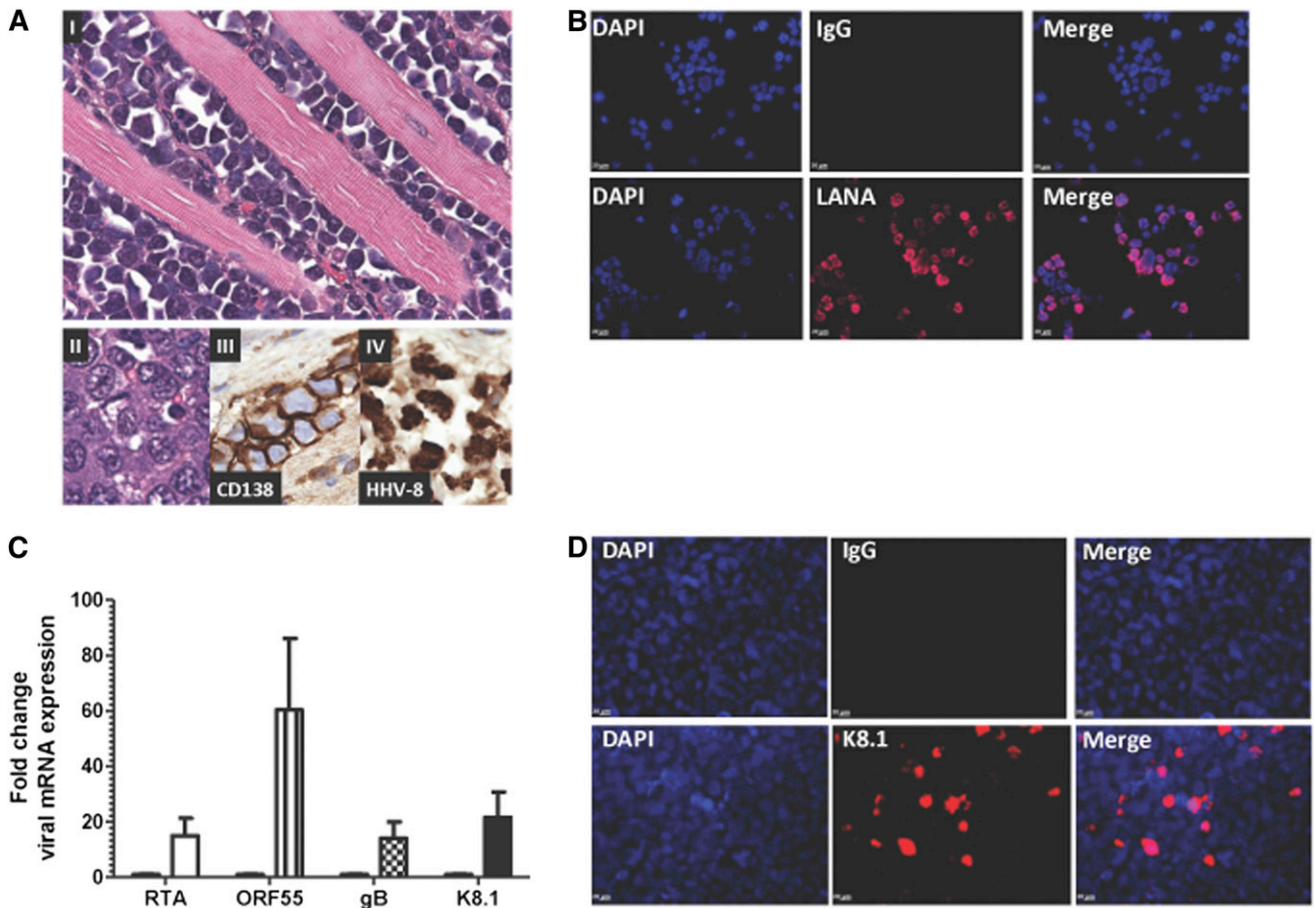 A
I
II
III
IV
CD138
HHV-8
B
DAPI
IgG
Merge
DAPI
LANA
Merge
C
Fold change
viral mRNA expression
100
80
60
40
20
0
RTA
ORF55
gB
K8.1
D
DAPI
IgG
Merge
DAPI
K8.1
Merge